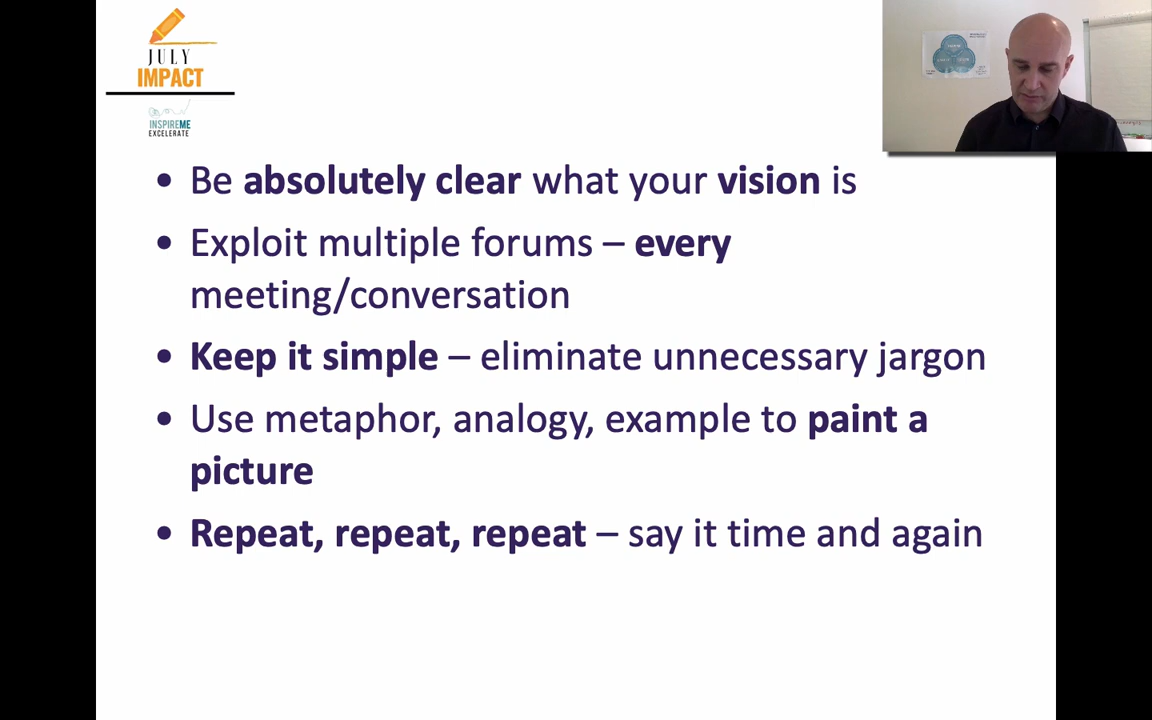 JULY
IMPACT
INSPIREME
EXCELERATE
• Be absolutely clear what your vision is
• Exploit multiple forums – every
meeting/conversation
• Keep it simple – eliminate unnecessary jargon
• Use metaphor, analogy, example to paint a
picture
• Repeat, repeat, repeat – say it time and again